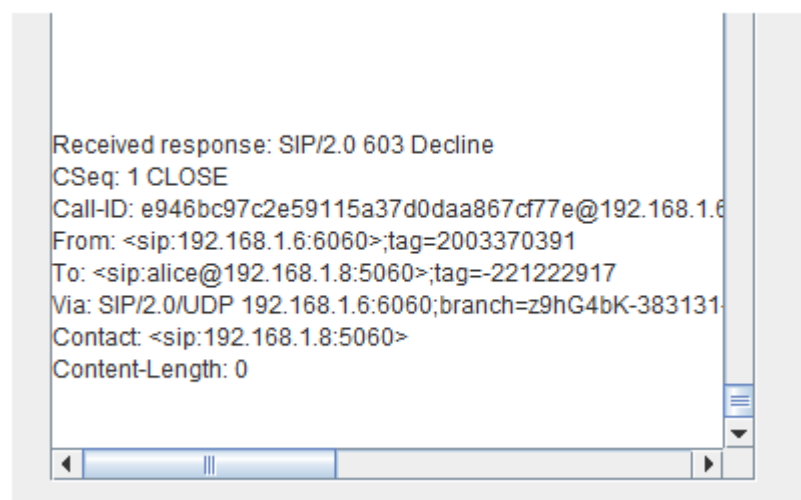 Received response: SIP/2.0 603 Decline
CSeq: 1 CLOSE
Call-ID: e946bc97c2e59115a37d0daa867cf77e@192.168.1.6
From: <sip:192.168.1.6:6060>;tag=2003370391
To: <sip:alice@192.168.1.8:5060>;tag=-221222917
Via: SIP/2.0/UDP 192.168.1.6:6060;branch=z9hG4bK-383131-
Contact: <sip:192.168.1.8:5060>
Content-Length: 0